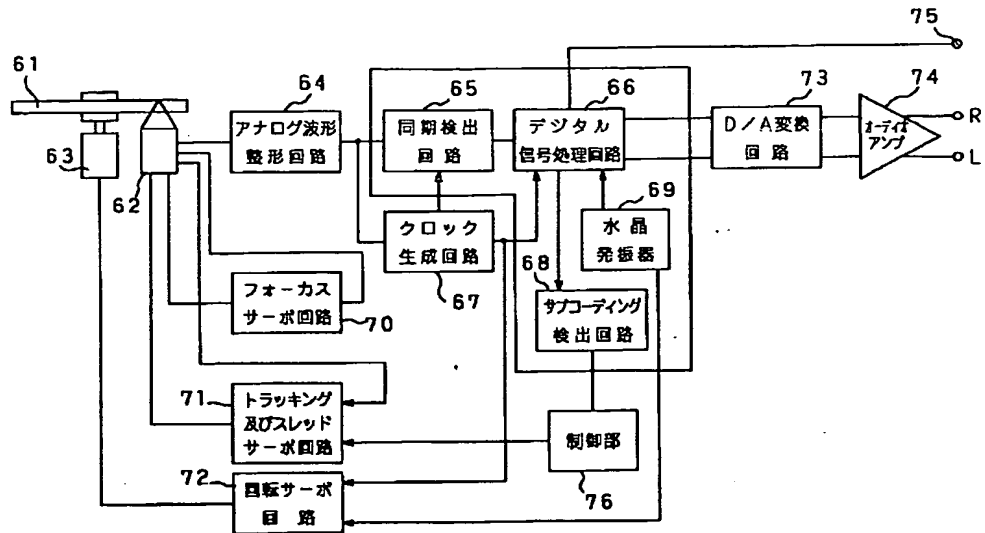 75
61
64
65
66
73
74
アナログ波形
整形回路
同期検出
回路
デジタル
信号処理回路
D/A変換
回路
オーディオ
アンプ
R
L
63
62
69
クロック
生成回路
水晶
発振器
67
68
サブコーディング
検出回路
フォーカス
サーボ回路
70
71
トラッキング
及びスレッド
サーボ回路
制御部
76
72
回転サーボ
回路